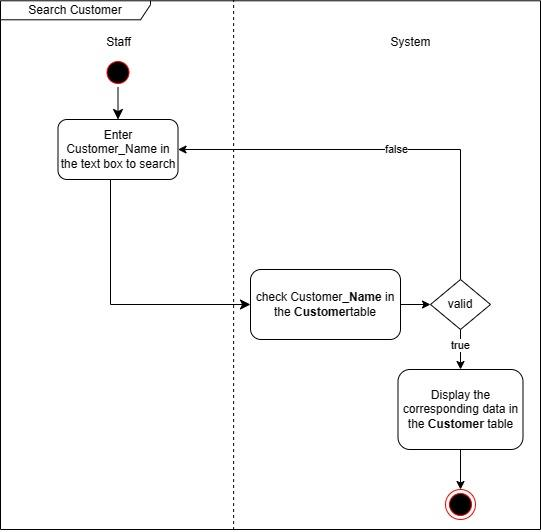 Search Customer
Staff
System
Enter
Customer_Name in
the text box to search
false
check Customer_Name in
the Customertable
valid
true
Display the
corresponding data in
the Customer table